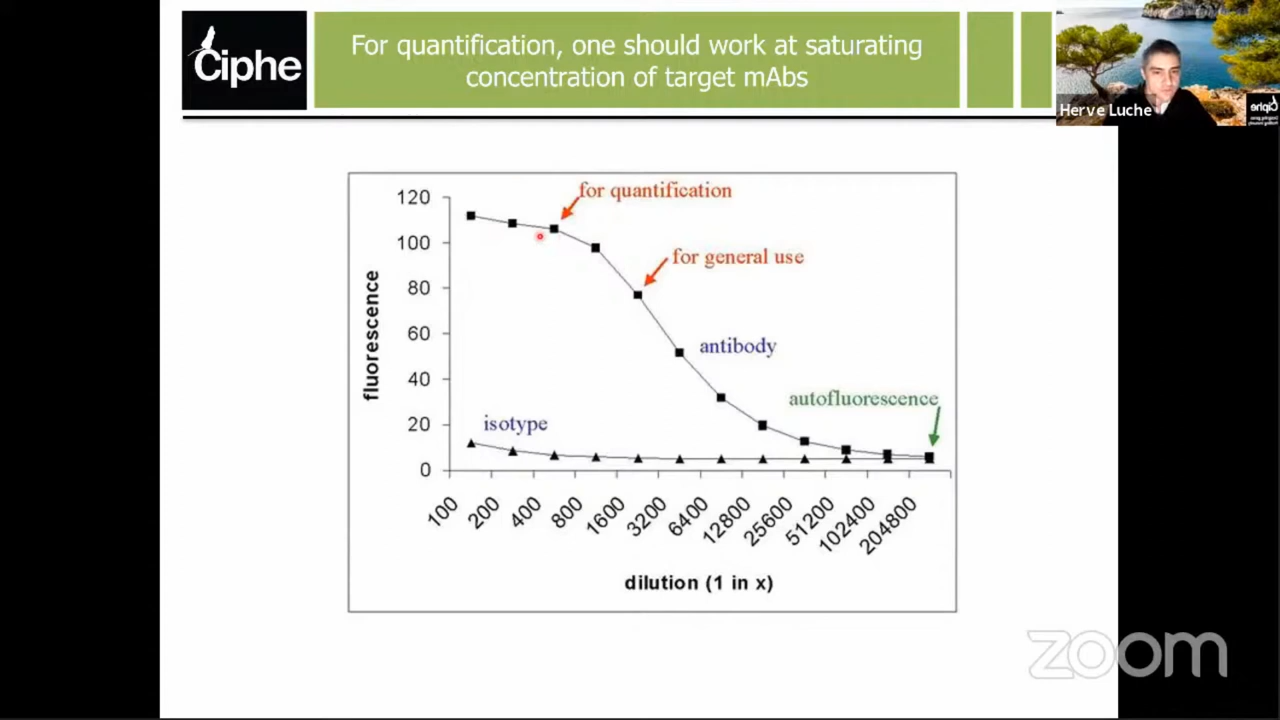 Ciphe
For quantification, one should work at saturating
concentration of target mAbs
Herve Luche
120
100
80
60
40
20
0
fluorescence
for quantification
for general use
antibody
autofluorescence
isotype
100
200
400
800
1600
3200
6400
12800
25600
51200
102400
204800
dilution (1 in x)
zoom